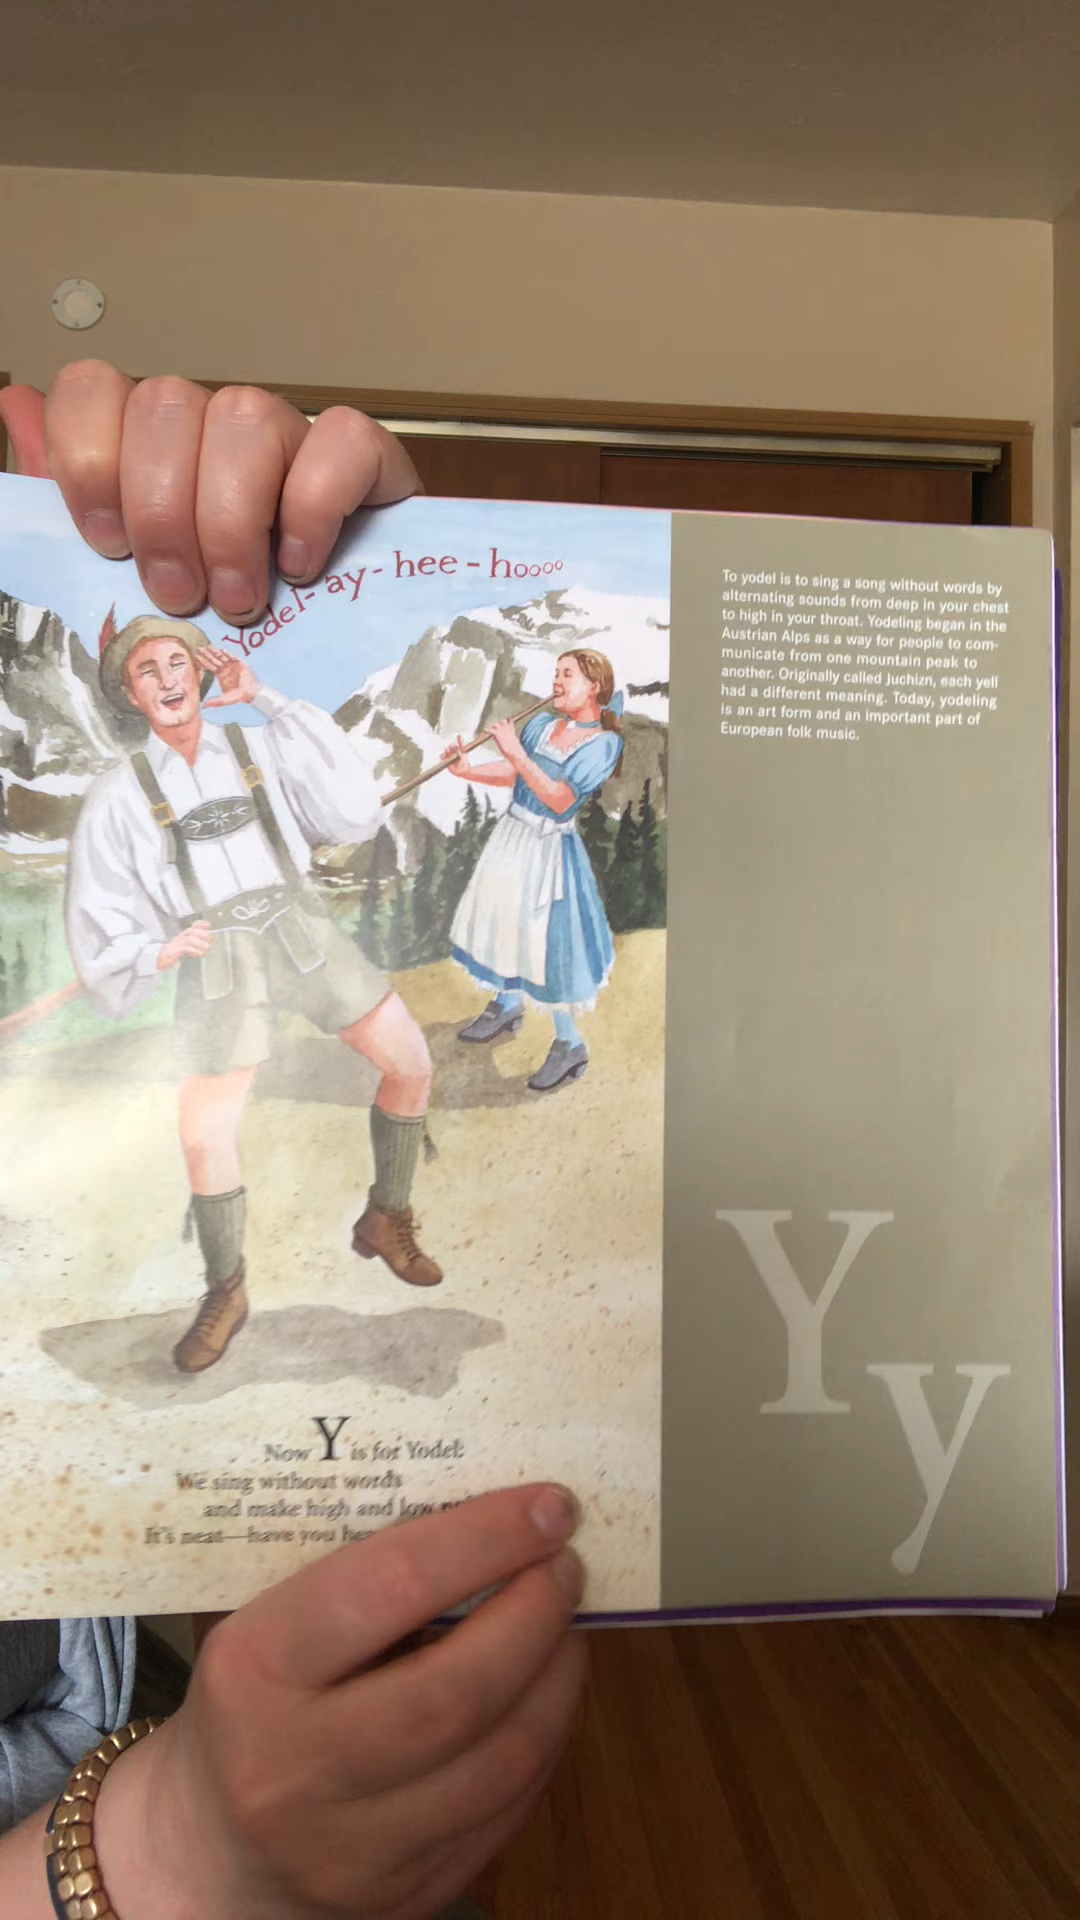 Yodel-ay-hee-hoooo
To yodel is to sing a song without words by
alternating sounds from deep in your chest
to high in your throat. Yodeling began in the
Austrian Alps as a way for people to com-
municate from one mountain peak to
another. Originally called Juchizn, each yell
had a different meaning. Today, yodeling
is an art form and an important part of
European folk music.
Now Y is for Yodel:
We sing without words
and make high and low
It's neat—have you
Y
y